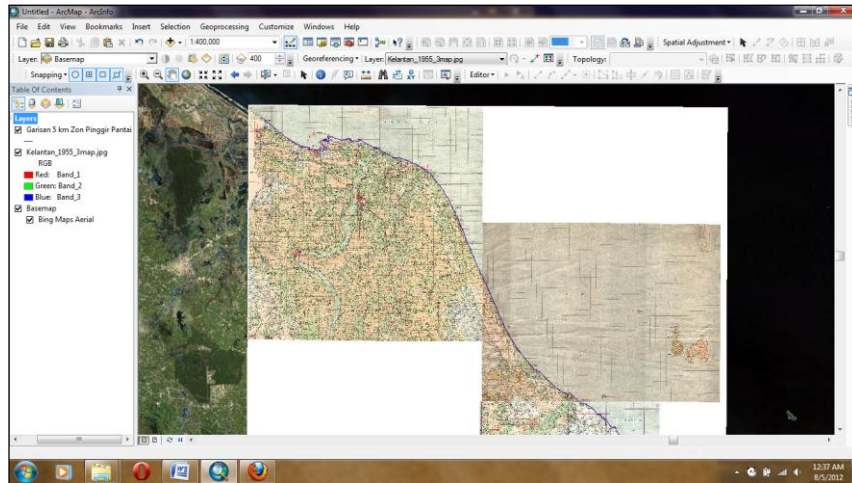 Untitled - ArcMap - ArcInfo
File Edit View Bookmarks Insert Selection Geoprocessing Customize Windows Help
1:400,000 Spatial Adjustment
Layer: Basemap 400 Georeferencing Layer: Kelantan_1955_3map.jpg Topology:
Snapping Editor
Table Of Contents
Layers
Garisan 5 km Zon Pinggir Pantai
Kelantan_1955_3map.jpg
RGB
Red: Band_1
Green: Band_2
Blue: Band_3
Basemap
Bing Maps Aerial
12:37 AM
8/5/2012